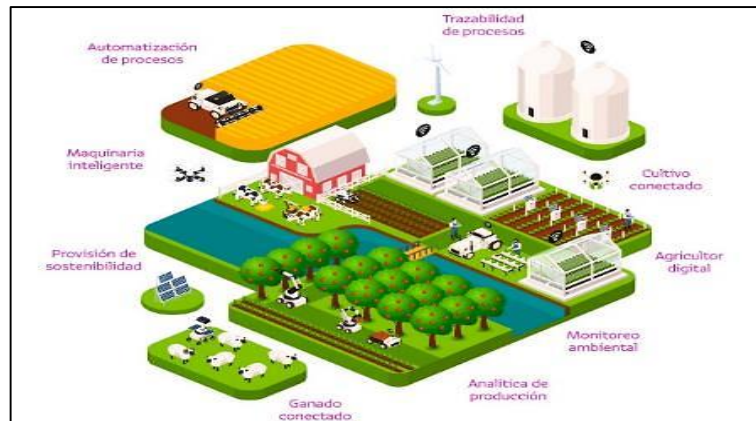 Trazabilidad
de procesos
Automatización
de procesos
Maquinaria
inteligente
Cultivo
conectado
Provisión de
sostenibilidad
Agricultor
digital
Monitoreo
ambiental
Analítica de
producción
Ganado
conectado